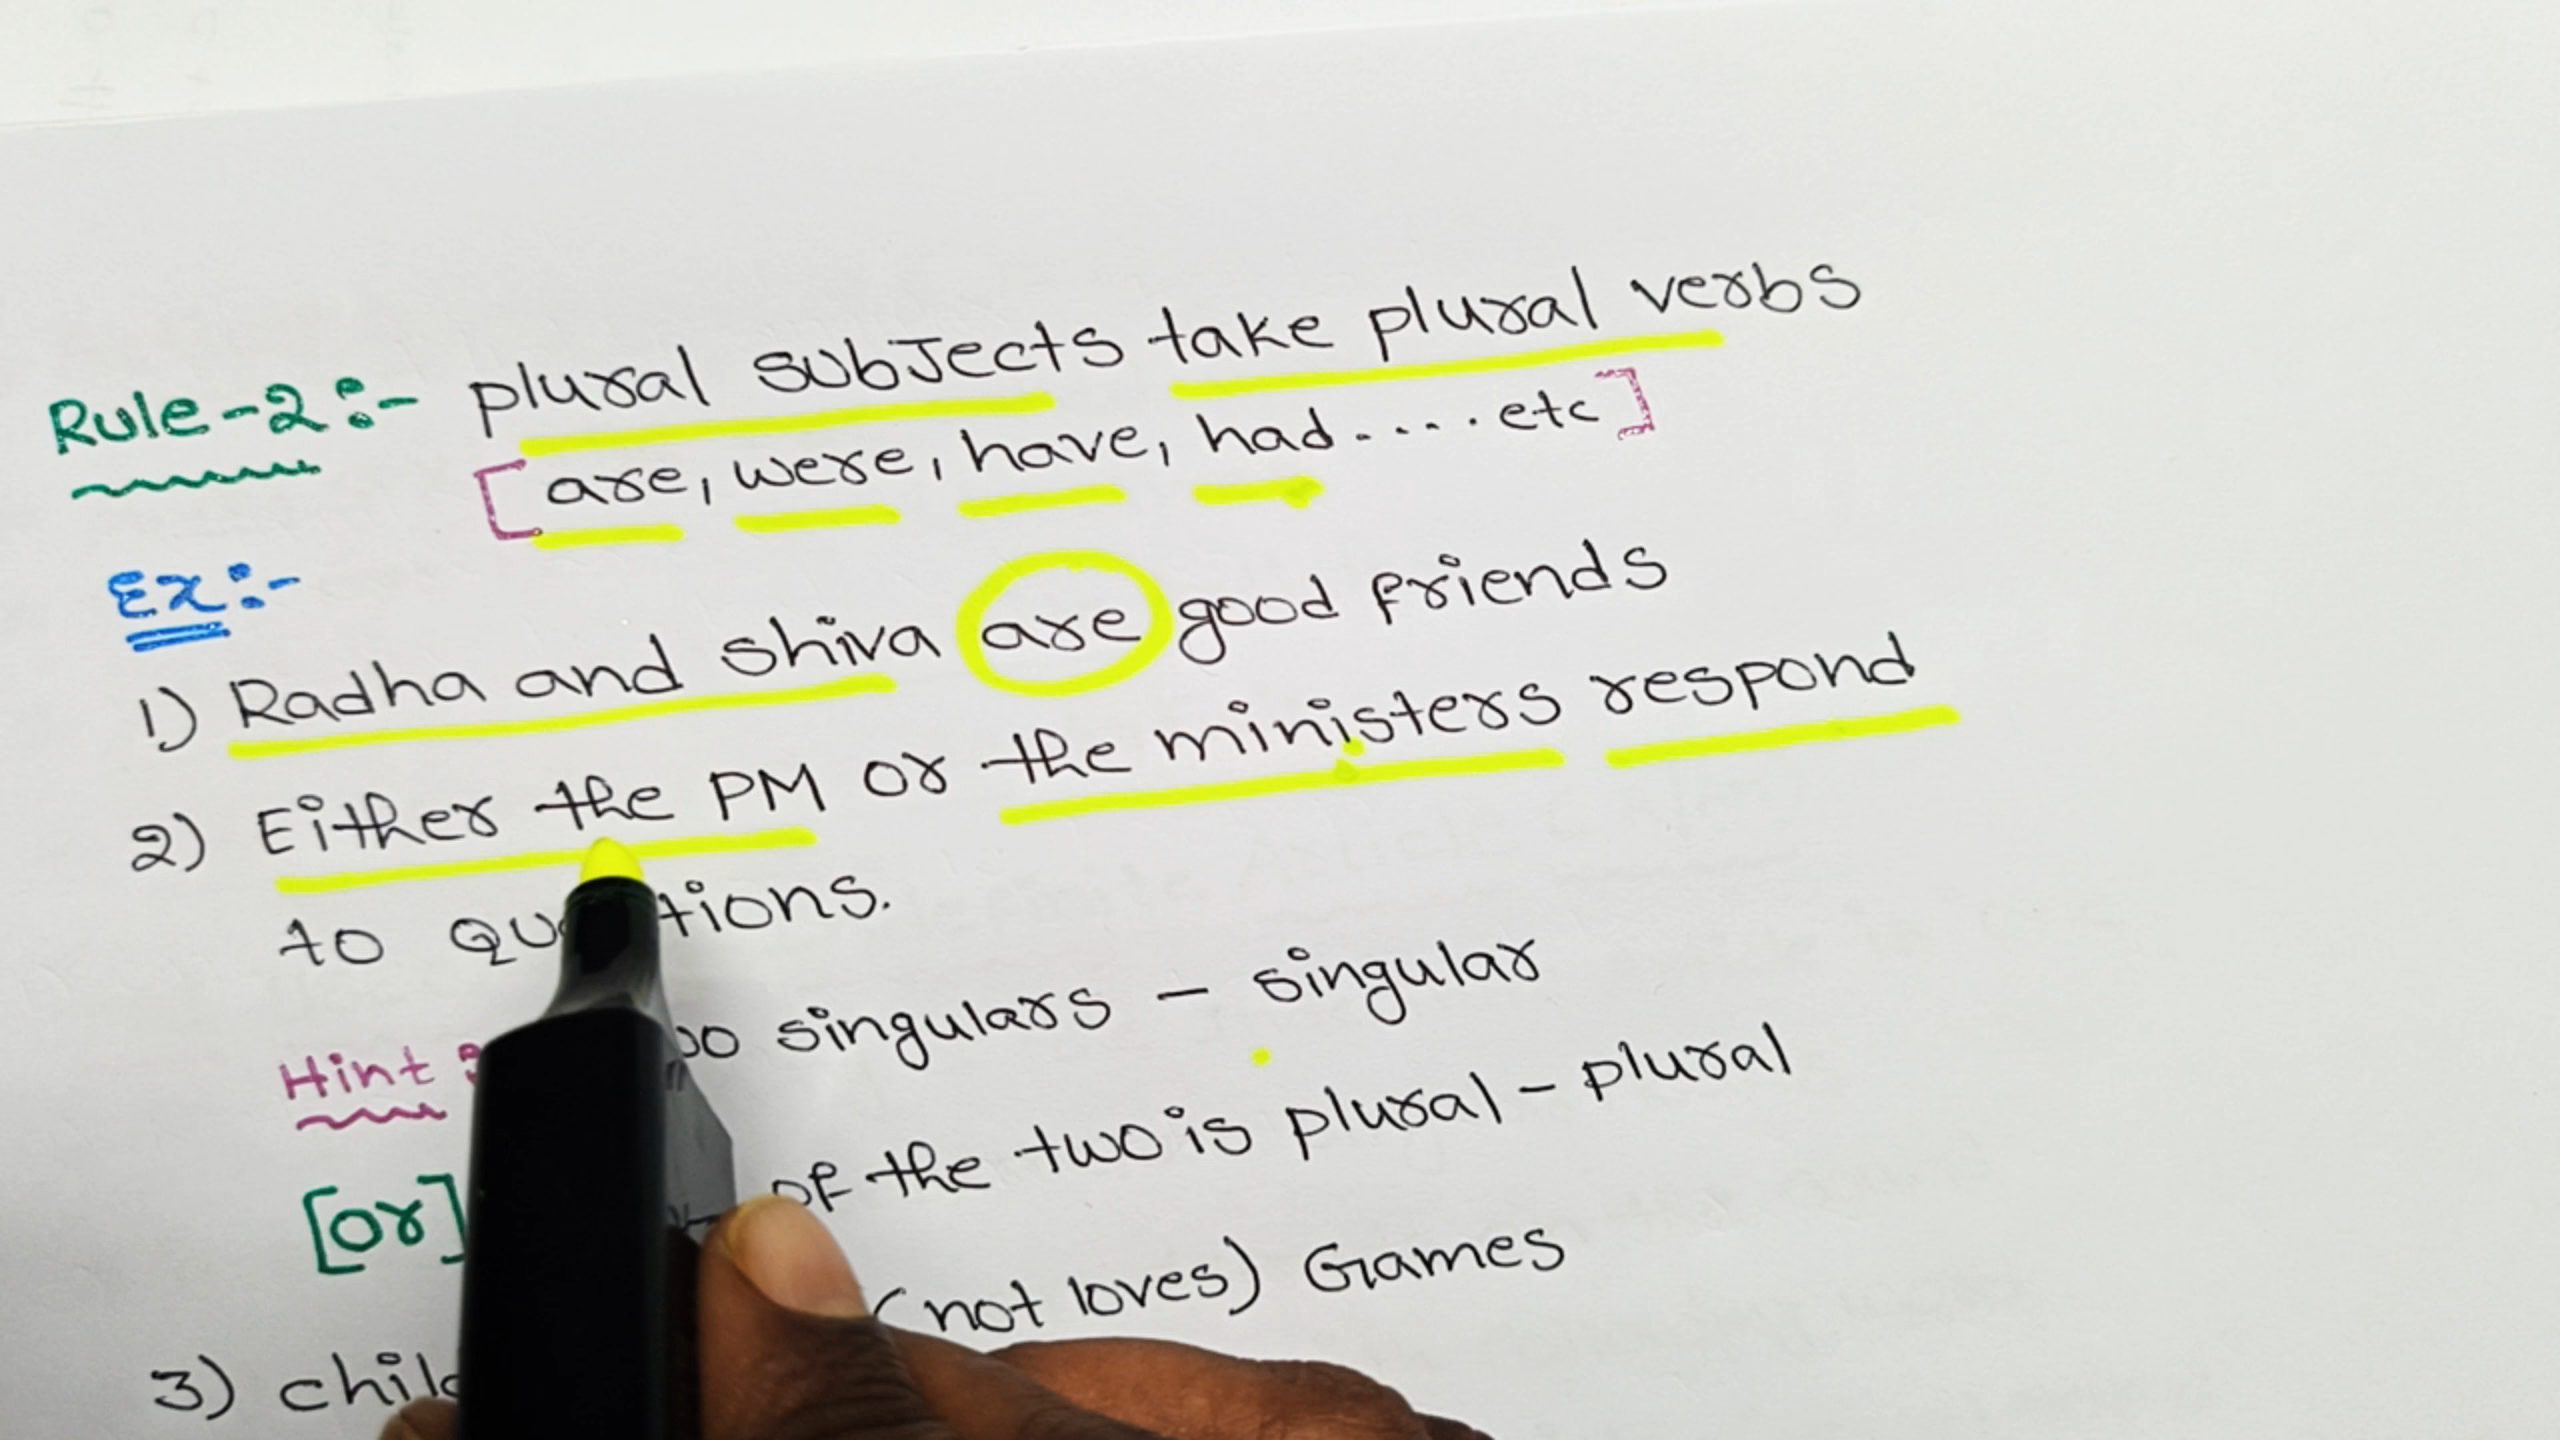 Rule-2:- plural subJects take plural verbs
[are, were, have, had.....etc]
Ex:-
1) Radha and shiva are good friends
2) Either the PM or the ministers respond
to
Hint singulars - singular
[or] of the two is plural - plural
3) (not loves) Games